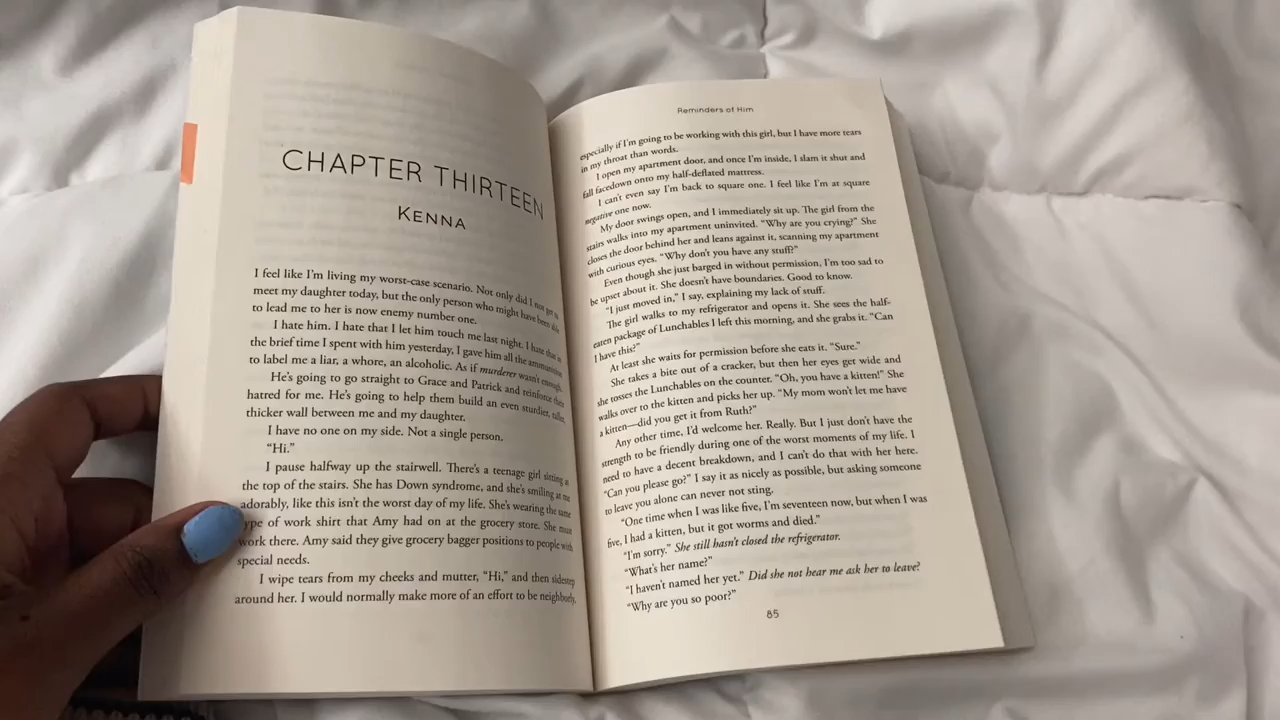 CHAPTER THIRTEEN
KENNA
I feel like I'm living my worst-case scenario. Not only did I not get to
meet my daughter today, but the only person who might have been able
to lead me to her is now enemy number one.
I hate him. I hate that I let him touch me last night. I hate that in
the brief time I spent with him yesterday, I gave him all the ammunition
to label me a liar, a whore, an alcoholic. As if murderer wasn't enough.
He's going to go straight to Grace and Patrick and reinforce their
hatred for me. He's going to help them build an even sturdier, taller,
thicker wall between me and my daughter.
I have no one on my side. Not a single person.
"Hi."
I pause halfway up the stairwell. There's a teenage girl sitting at
the top of the stairs. She has Down syndrome, and she's smiling at me
adorably, like this isn't the worst day of my life. She's wearing the same
type of work shirt that Amy had on at the grocery store. She must
work there. Amy said they give grocery bagger positions to people with
special needs.
I wipe tears from my cheeks and mutter, "Hi," and then sidestep
around her. I would normally make more of an effort to be neighborly,
Reminders of Him
especially if I'm going to be working with this girl, but I have more tears
in my throat than words.
I open my apartment door, and once I'm inside, I slam it shut and
fall facedown onto my half-deflated mattress.
I can't even say I'm back to square one. I feel like I'm at square
negative one now.
My door swings open, and I immediately sit up. The girl from the
stairs walks into my apartment uninvited. "Why are you crying?" She
closes the door behind her and leans against it, scanning my apartment
with curious eyes. "Why don't you have any stuff?"
Even though she just barged in without permission, I'm too sad to
be upset about it. She doesn't have boundaries. Good to know.
"I just moved in," I say, explaining my lack of stuff.
The girl walks to my refrigerator and opens it. She sees the half-
eaten package of Lunchables I left this morning, and she grabs it. "Can
I have this?"
At least she waits for permission before she eats it. "Sure."
She takes a bite out of a cracker, but then her eyes get wide and
she tosses the Lunchables on the counter. "Oh, you have a kitten!" She
walks over to the kitten and picks her up. "My mom won't let me have
a kitten—did you get it from Ruth?"
Any other time, I'd welcome her. Really. But I just don't have the
strength to be friendly during one of the worst moments of my life. I
need to have a decent breakdown, and I can't do that with her here.
"Can you please go?" I say it as nicely as possible, but asking someone
to leave you alone can never not sting.
"One time when I was like five, I'm seventeen now, but when I was
five, I had a kitten, but it got worms and died."
"I'm sorry." She still hasn't closed the refrigerator.
"What's her name?"
"I haven't named her yet." Did she not hear me ask her to leave?
"Why are you so poor?"
85